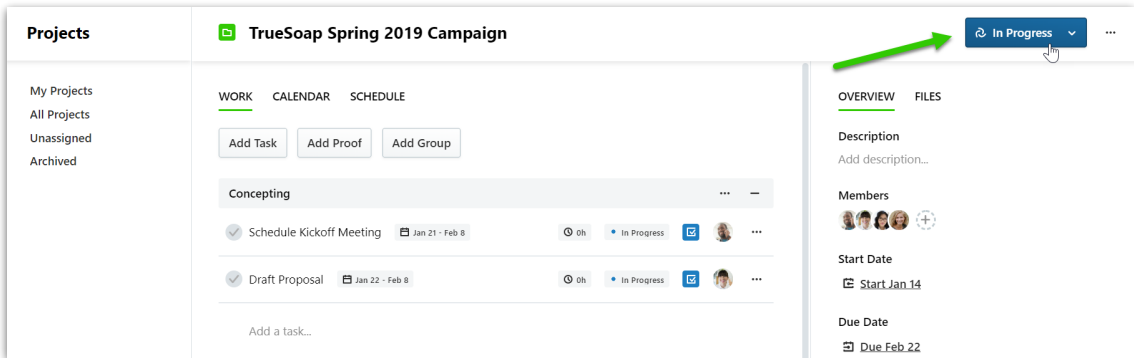 Projects
TrueSoap Spring 2019 Campaign
In Progress
My Projects
All Projects
Unassigned
Archived
WORK CALENDAR SCHEDULE
Add Task Add Proof Add Group
Concepting
Schedule Kickoff Meeting Jan 21 - Feb 8 0h In Progress
Draft Proposal Jan 22 - Feb 8 0h In Progress
Add a task...
OVERVIEW FILES
Description
Add description...
Members
Start Date
Start Jan 14
Due Date
Due Feb 22